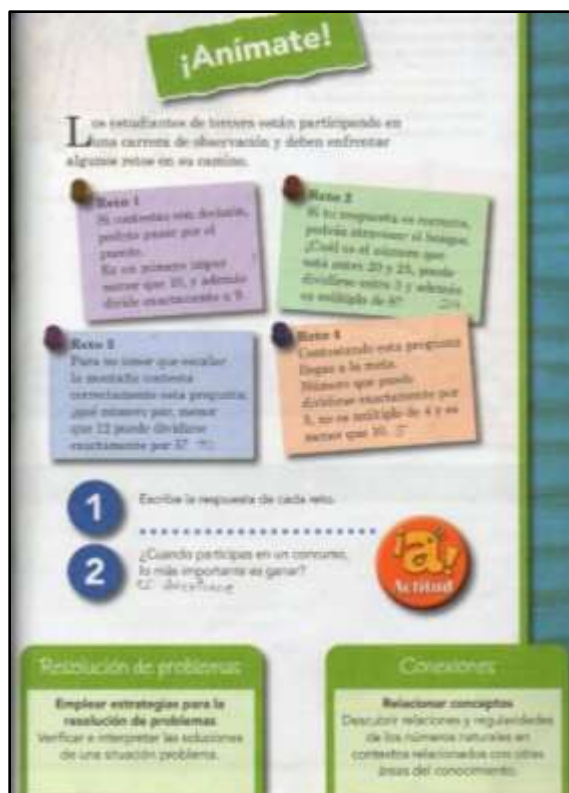 ¡Anímate!
Los estudiantes de tercero están participando en
una carrera de observación y deben enfrentar
algunos retos en su camino.
Reto 1
Si contestas con decisión,
podrás pasar por el
puente.
Es un número impar
menor que 10, y además
divide exactamente a 9.
Reto 2
Si tu respuesta es correcta,
podrás atravesar el bosque.
¿Cuál es el número que
está entre 20 y 25, puede
dividirse entre 3 y además
es múltiplo de 8?
Reto 3
Para no tener que escalar
la montaña contesta
correctamente esta pregunta:
¿qué número par, menor
que 12 puede dividirse
exactamente por 5?
Reto 4
Contestando esta pregunta
llegas a la meta.
Número que puede
dividirse exactamente por
5, no es múltiplo de 4 y es
menor que 10. 5
1
Escribe la respuesta de cada reto.
2
¿Cuando participas en un concurso,
lo más importante es ganar?
¡a!
Actitud
Resolución de problemas
Emplear estrategias para la
resolución de problemas
Verificar e interpretar las soluciones
de una situación problema.
Conexiones
Relacionar conceptos
Descubrir relaciones y regularidades
de los números naturales en
contextos relacionados con otras
áreas del conocimiento.